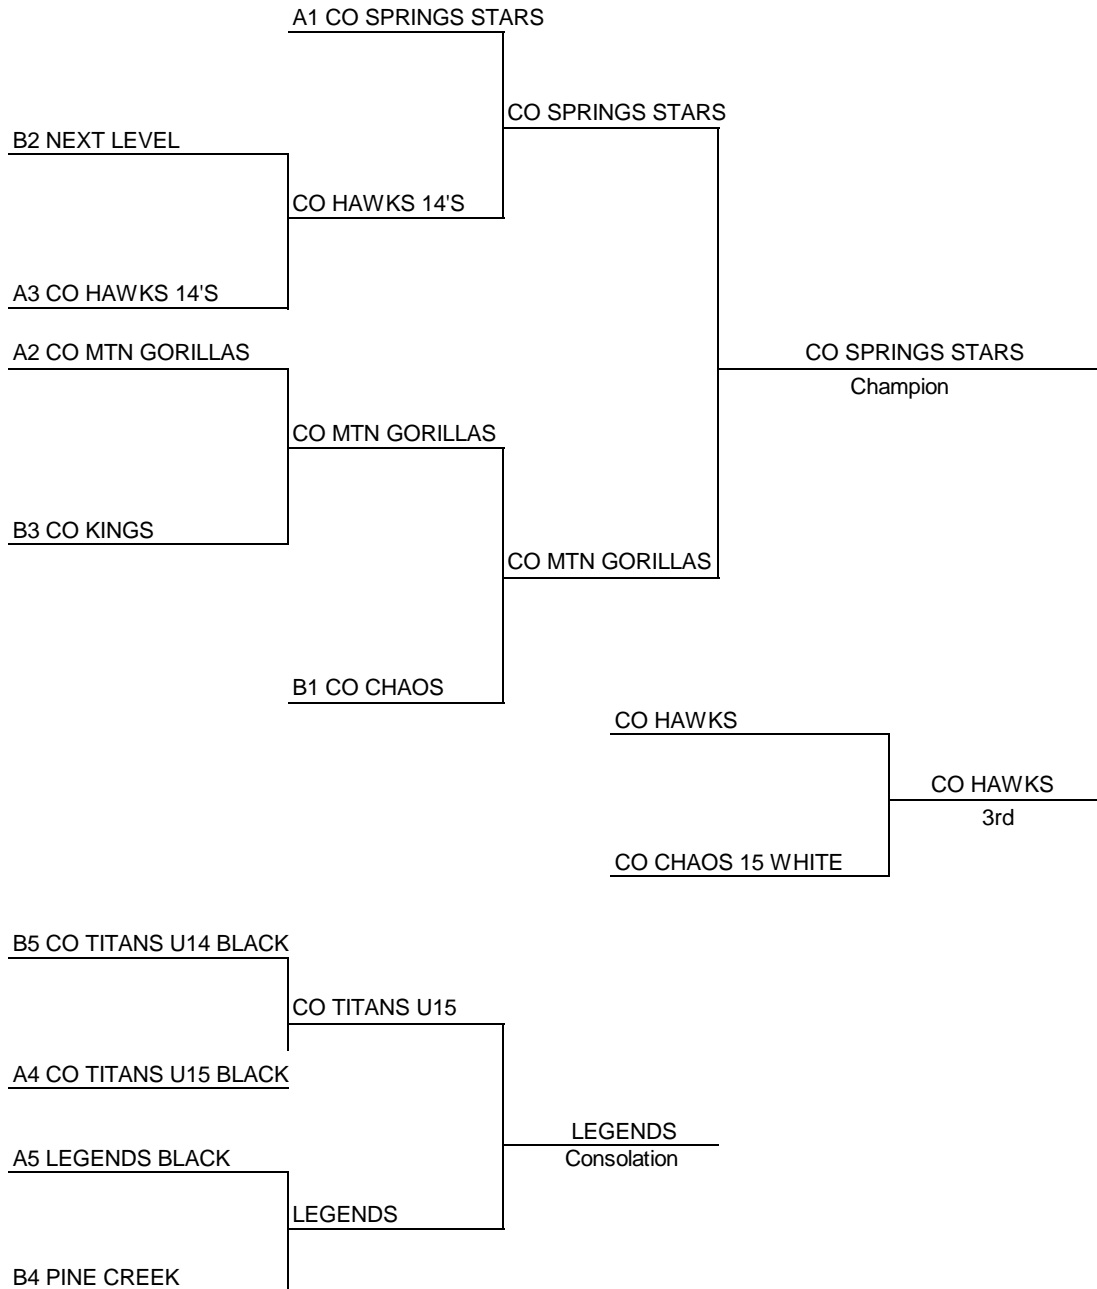 A1 CO SPRINGS STARS
CO SPRINGS STARS
B2 NEXT LEVEL
CO HAWKS 14'S
A3 CO HAWKS 14'S
A2 CO MTN GORILLAS
CO SPRINGS STARS
Champion
CO MTN GORILLAS
B3 CO KINGS
CO MTN GORILLAS
B1 CO CHAOS
CO HAWKS
CO HAWKS
3rd
CO CHAOS 15 WHITE
B5 CO TITANS U14 BLACK
CO TITANS U15
A4 CO TITANS U15 BLACK
LEGENDS
Consolation
A5 LEGENDS BLACK
LEGENDS
B4 PINE CREEK